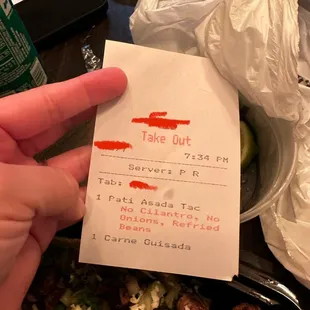 Take Out
7:34 PM
Server: P R
Tab:
1 Pati Asada Tac
No Cilantro, No
Onions, Refried
Beans
1 Carne Guisada